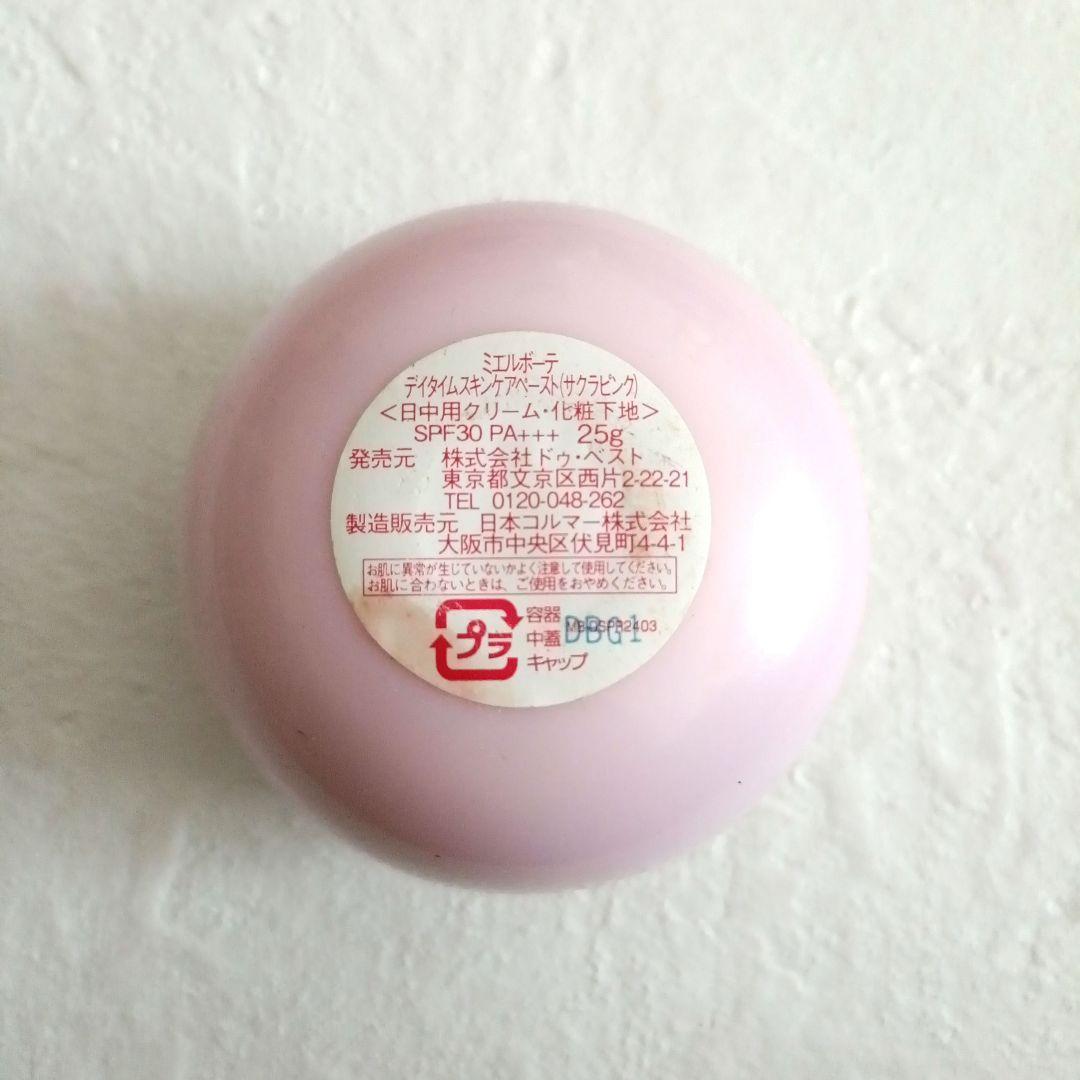 ミエルボーテ
デイタイムスキンケアベースト(サクラピンク)
<日中用クリーム・化粧下地>
SPF30 PA+++ 25g
発売元 株式会社ドゥ・ベスト
東京都文京区西片2-22-21
TEL 0120-048-262
製造販売元 日本コルマー株式会社
大阪市中央区伏見町4-4-1
お肌に異常が生じていないかよく注意して使用してください。
お肌に合わないときは、ご使用をおやめください。
プラ
容器
中蓋
キャップ
DBG1